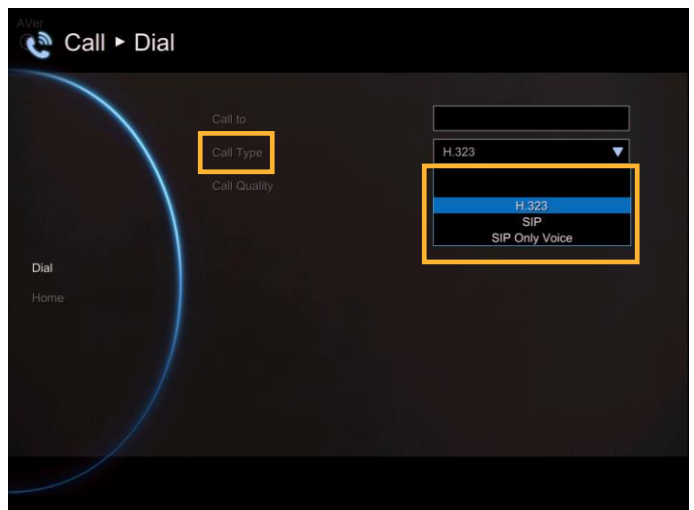 AVer
Call ► Dial
Call to
Call Type
H.323
Call Quality
H.323
SIP
SIP Only Voice
Dial
Home